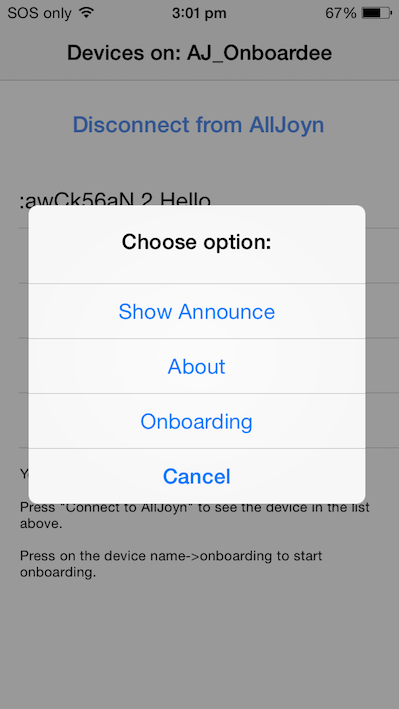 SOS only 3:01 pm 67%
Devices on: AJ_Onboardee
Disconnect from AllJoyn
:awCk56aN.2 Hello
Choose option:
Show Announce
About
Onboarding
Cancel
Press "Connect to AllJoyn" to see the device in the list
above.
Press on the device name->onboarding to start
onboarding.